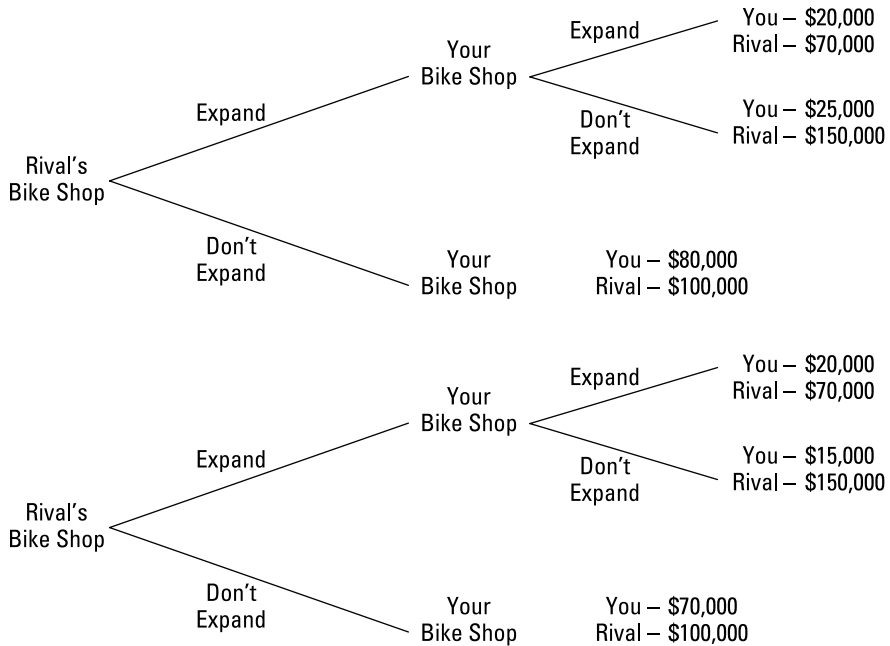 Rival's
Bike Shop
Expand
Don't
Expand
Your
Bike Shop
Expand
Don't
Expand
You – $20,000
Rival – $70,000
You – $25,000
Rival – $150,000
Your
Bike Shop
You – $80,000
Rival – $100,000
Rival's
Bike Shop
Expand
Don't
Expand
Your
Bike Shop
Expand
Don't
Expand
You – $20,000
Rival – $70,000
You – $15,000
Rival – $150,000
Your
Bike Shop
You – $70,000
Rival – $100,000